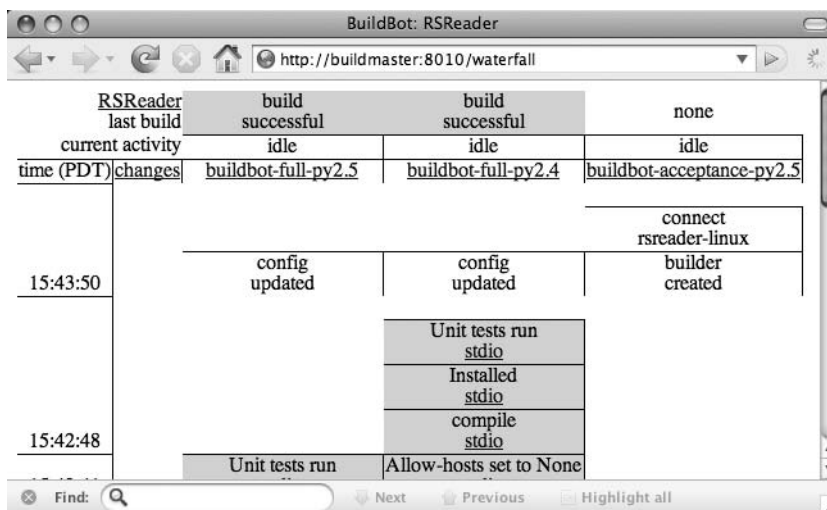 BuildBot: RSReader
http://buildmaster:8010/waterfall
RSReader
last build
build
successful
build
successful
none
current activity
idle
idle
idle
time (PDT)
changes
buildbot-full-py2.5
buildbot-full-py2.4
buildbot-acceptance-py2.5
connect
rsreader-linux
15:43:50
config
updated
config
updated
builder
created
Unit tests run
stdio
Installed
stdio
15:42:48
compile
stdio
Unit tests run
Allow-hosts set to None
Find:
Next
Previous
Highlight all